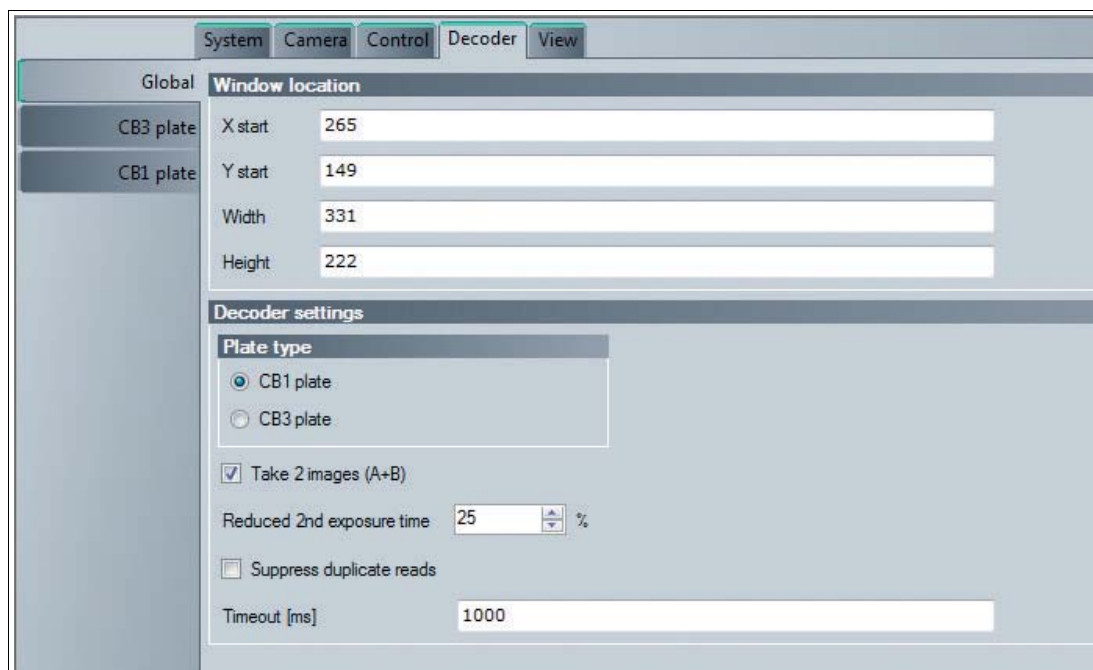 System Camera Control Decoder View
Global
CB3 plate
CB1 plate
Window location
X start 265
Y start 149
Width 331
Height 222
Decoder settings
Plate type
CB1 plate
CB3 plate
Take 2 images (A+B)
Reduced 2nd exposure time 25 %
Suppress duplicate reads
Timeout [ms] 1000